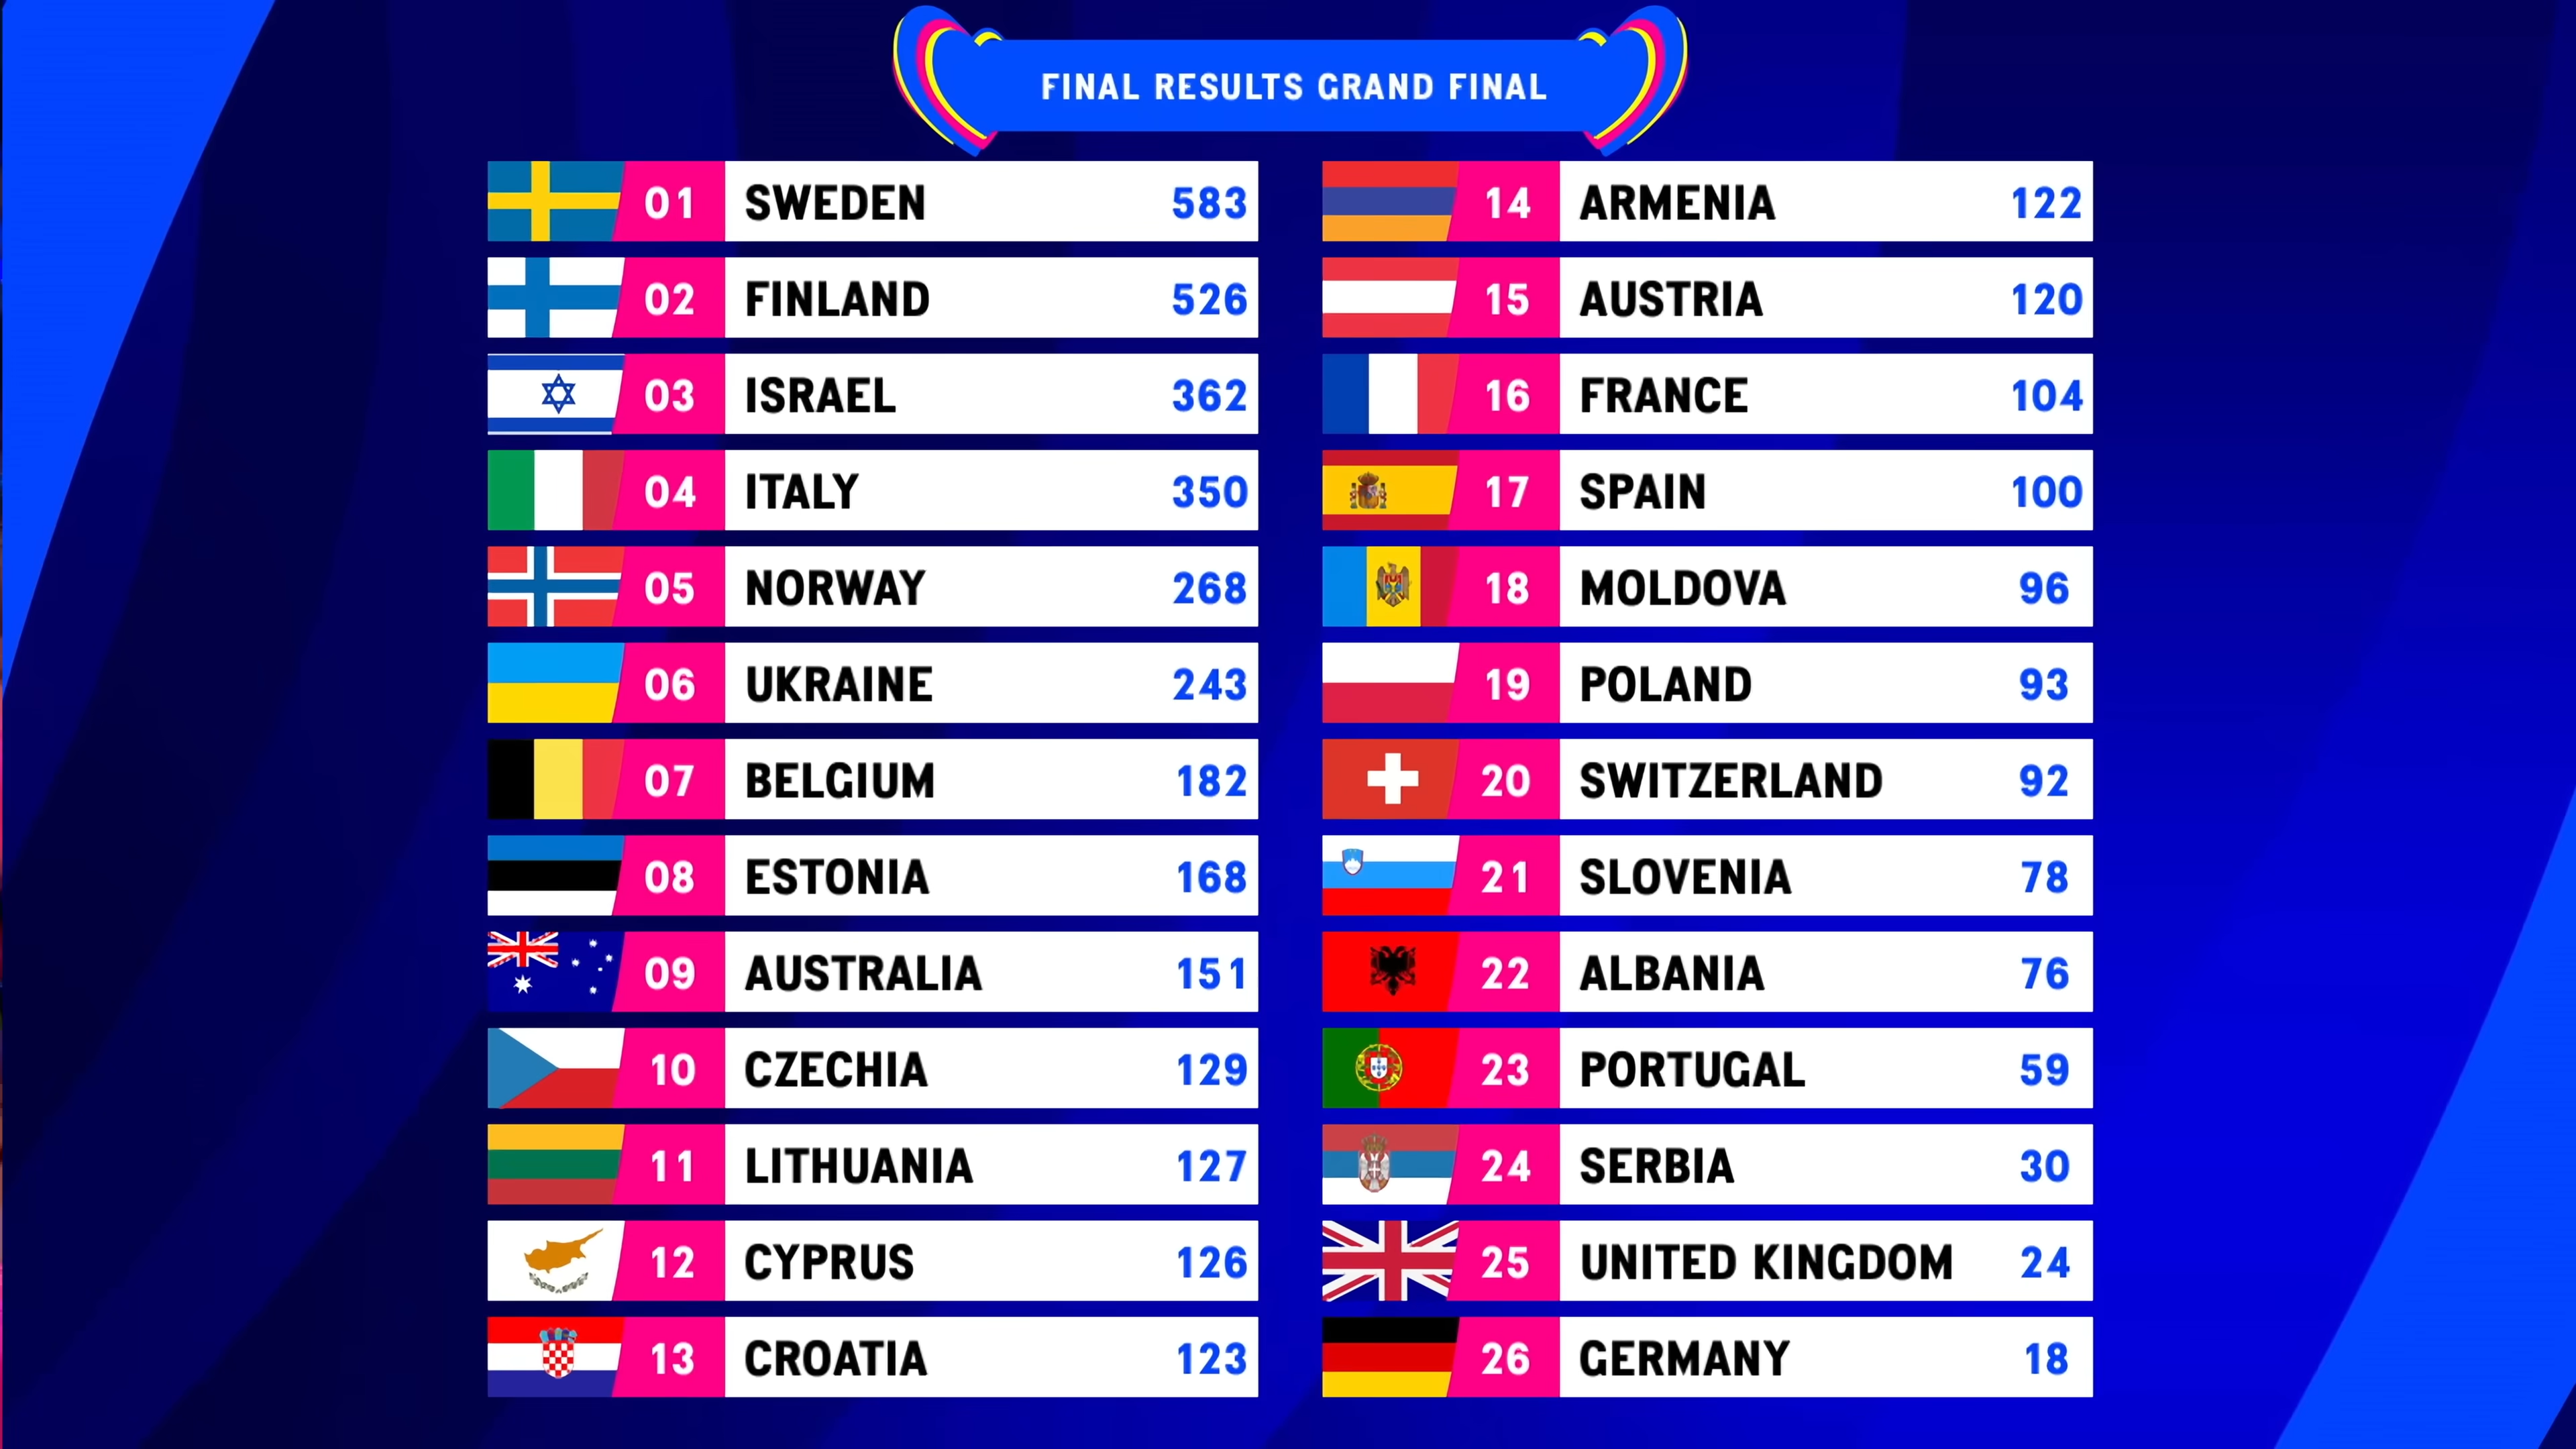 FINAL RESULTS GRAND FINAL
01 SWEDEN 583
02 FINLAND 526
03 ISRAEL 362
04 ITALY 350
05 NORWAY 268
06 UKRAINE 243
07 BELGIUM 182
08 ESTONIA 168
09 AUSTRALIA 151
10 CZECHIA 129
11 LITHUANIA 127
12 CYPRUS 126
13 CROATIA 123
14 ARMENIA 122
15 AUSTRIA 120
16 FRANCE 104
17 SPAIN 100
18 MOLDOVA 96
19 POLAND 93
20 SWITZERLAND 92
21 SLOVENIA 78
22 ALBANIA 76
23 PORTUGAL 59
24 SERBIA 30
25 UNITED KINGDOM 24
26 GERMANY 18